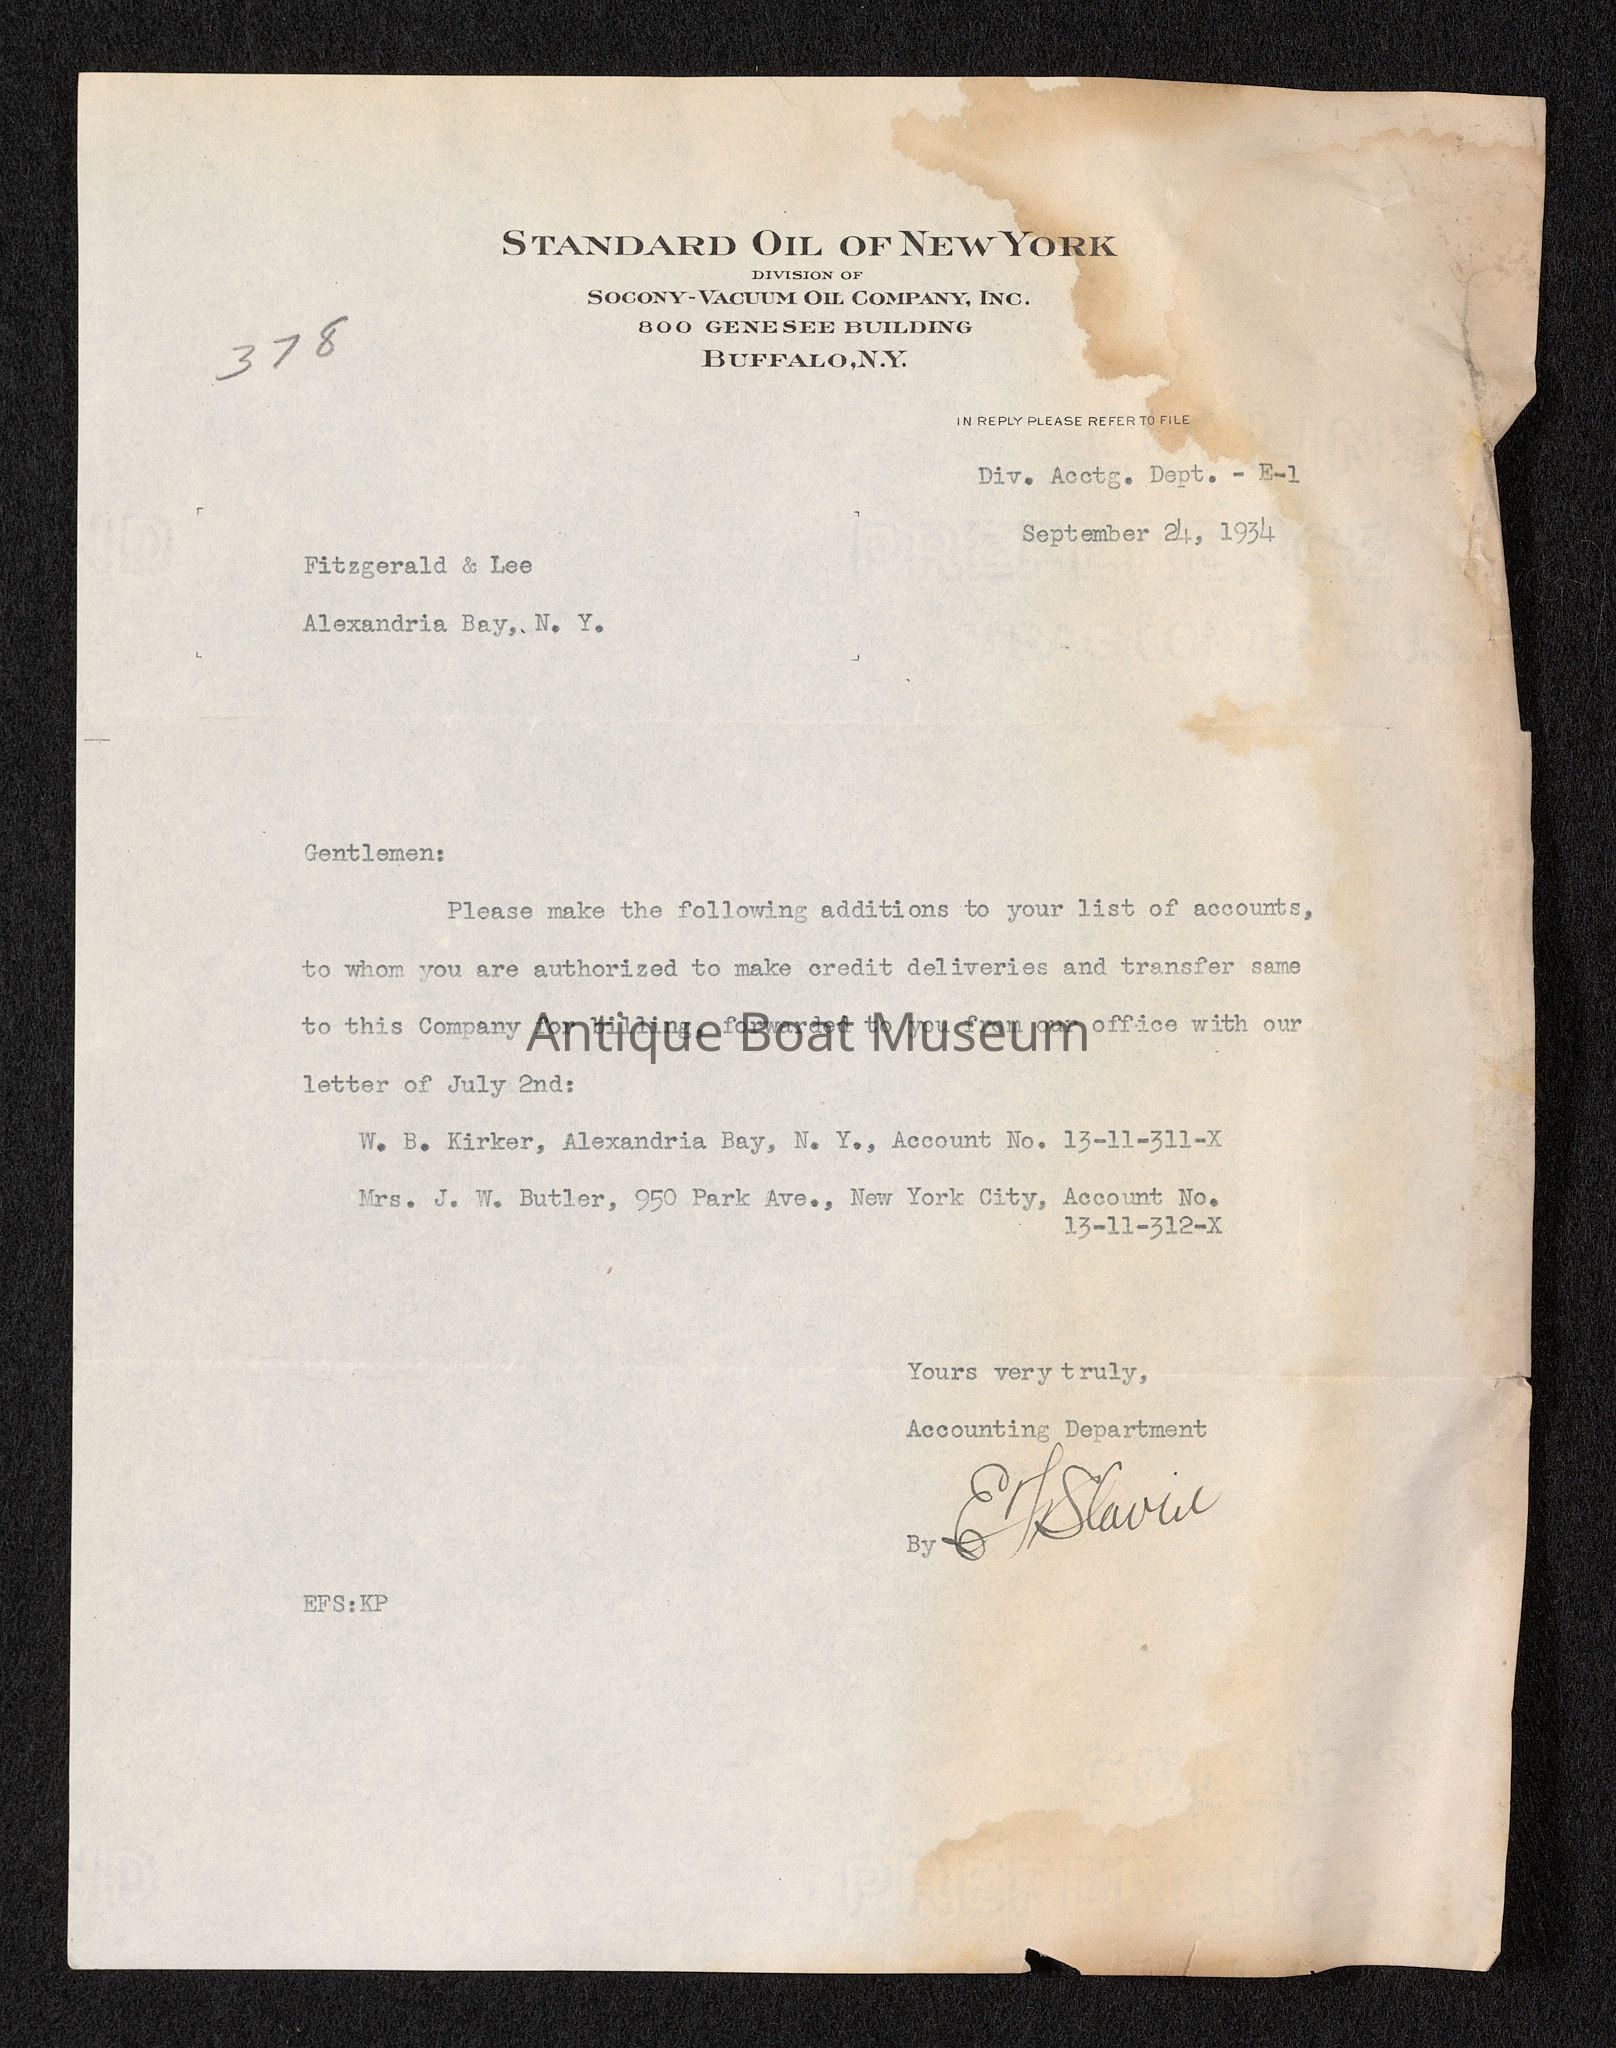 STANDARD OIL OF NEW YORK
DIVISION OF
SOCONY-VACUUM OIL COMPANY, INC.
800 GENESEE BUILDING
BUFFALO, N.Y.
378
IN REPLY PLEASE REFER TO FILE
Div. Acctg. Dept. - E-1
September 24, 1934
Fitzgerald & Lee
Alexandria Bay, N. Y.
Gentlemen:
Please make the following additions to your list of accounts,
to whom you are authorized to make credit deliveries and transfer same
to this Company for billing, forwarded to you from our office with our
Antique Boat Museum
letter of July 2nd:
W. B. Kirker, Alexandria Bay, N. Y., Account No. 13-11-311-X
Mrs. J. W. Butler, 950 Park Ave., New York City, Account No.
13-11-312-X
Yours very truly,
Accounting Department
By EFSlavin
EFS:KP